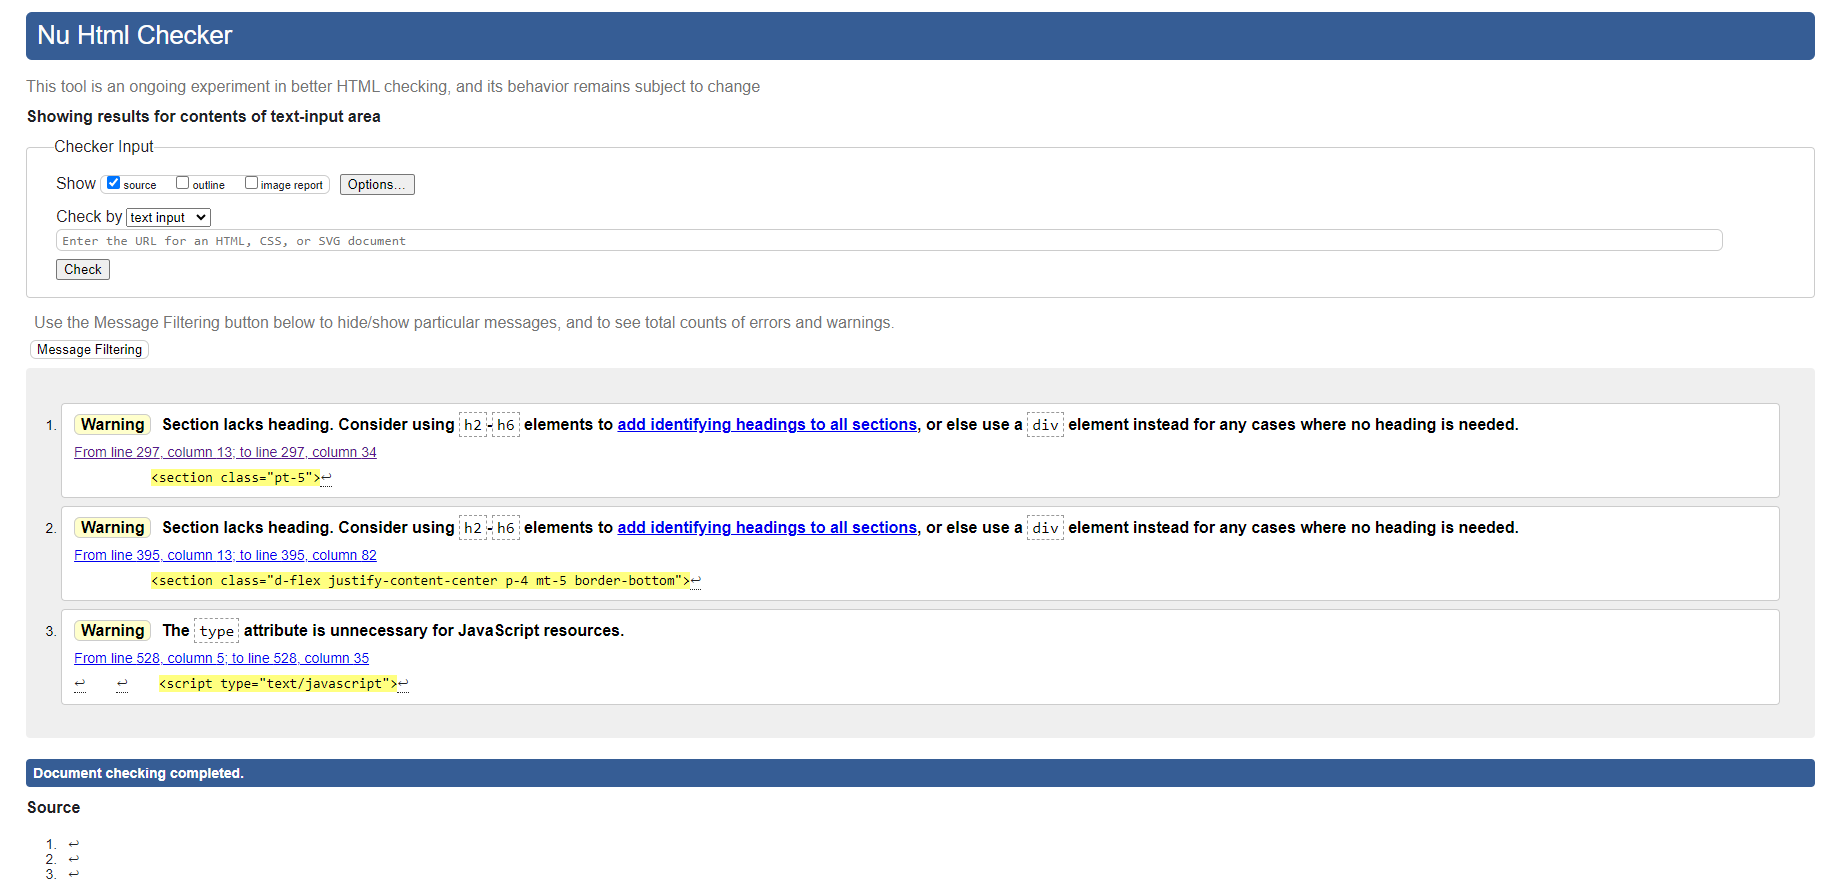 Nu Html Checker
This tool is an ongoing experiment in better HTML checking, and its behavior remains subject to change
Showing results for contents of text-input area
Checker Input
Show source outline image report Options...
Check by text input
Enter the URL for an HTML, CSS, or SVG document
Check
Use the Message Filtering button below to hide/show particular messages, and to see total counts of errors and warnings.
Message Filtering
1. Warning Section lacks heading. Consider using h2-h6 elements to add identifying headings to all sections, or else use a div element instead for any cases where no heading is needed.
From line 297, column 13; to line 297, column 34
<section class="pt-5">↩
2. Warning Section lacks heading. Consider using h2-h6 elements to add identifying headings to all sections, or else use a div element instead for any cases where no heading is needed.
From line 395, column 13; to line 395, column 82
<section class="d-flex justify-content-center p-4 mt-5 border-bottom">↩
3. Warning The type attribute is unnecessary for JavaScript resources.
From line 528, column 5; to line 528, column 35
↩ ↩ <script type="text/javascript">↩
Document checking completed.
Source
1. ↩
2. ↩
3. ↩